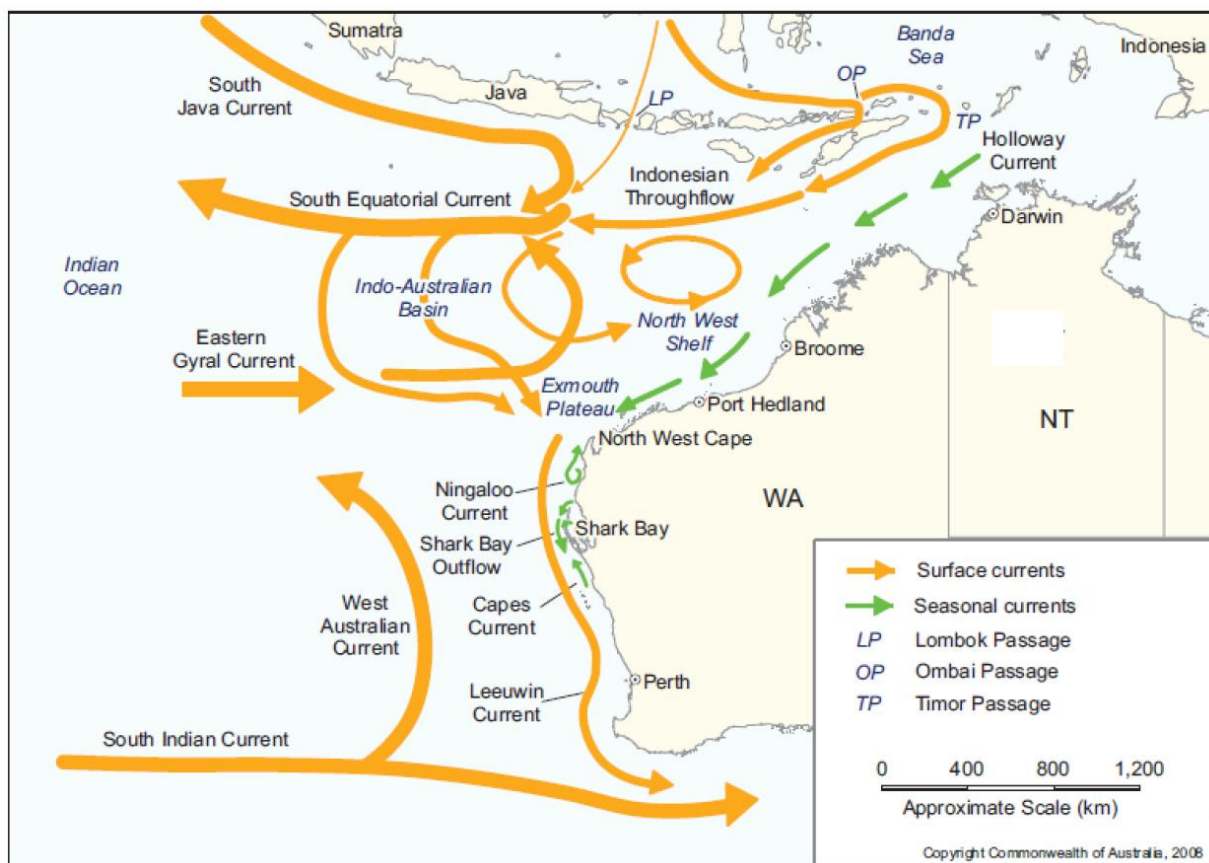 Sumatra
Banda
Sea
Indonesia
OP
South
Java Current
Java
LP
TP
Holloway
Current
Indonesian
Throughflow
South Equatorial Current
Darwin
Indian
Ocean
Indo-Australian
Basin
North West
Shelf
Eastern
Gyral Current
Broome
Exmouth
Plateau
Port Hedland
NT
North West Cape
Ningaloo
Current
WA
Shark Bay
Shark Bay
Outflow
West
Australian
Current
Capes
Current
Leeuwin
Current
Perth
South Indian Current
Surface currents
Seasonal currents
LP Lombok Passage
OP Ombai Passage
TP Timor Passage
0 400 800 1,200
Approximate Scale (km)
Copyright Commonwealth of Australia, 2008